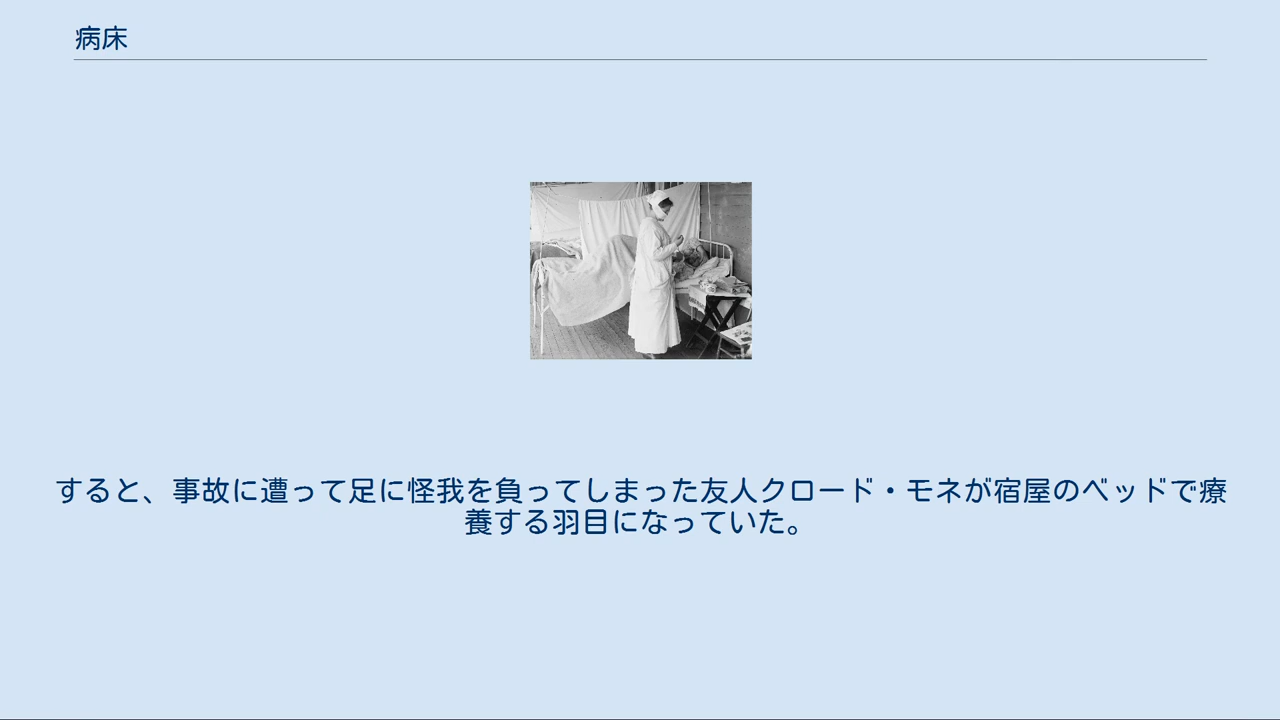 病床
すると、事故に遭って足に怪我を負ってしまった友人クロード・モネが宿屋のベッドで療
養する羽目になっていた。